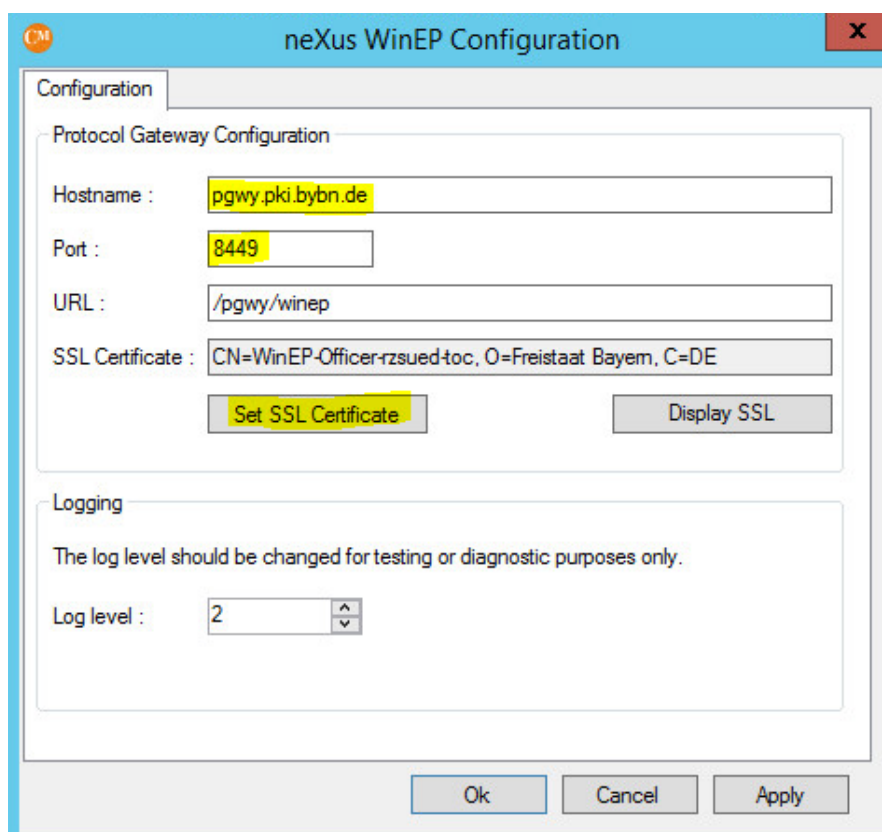 CM
neXus WinEP Configuration
x
Configuration
Protocol Gateway Configuration
Hostname : pgwy.pki.bybn.de
Port : 8449
URL : /pgwy/winep
SSL Certificate : CN=WinEP-Officer-rzsued-toc, O=Freistaat Bayern, C=DE
Set SSL Certificate Display SSL
Logging
The log level should be changed for testing or diagnostic purposes only.
Log level : 2
Ok Cancel Apply